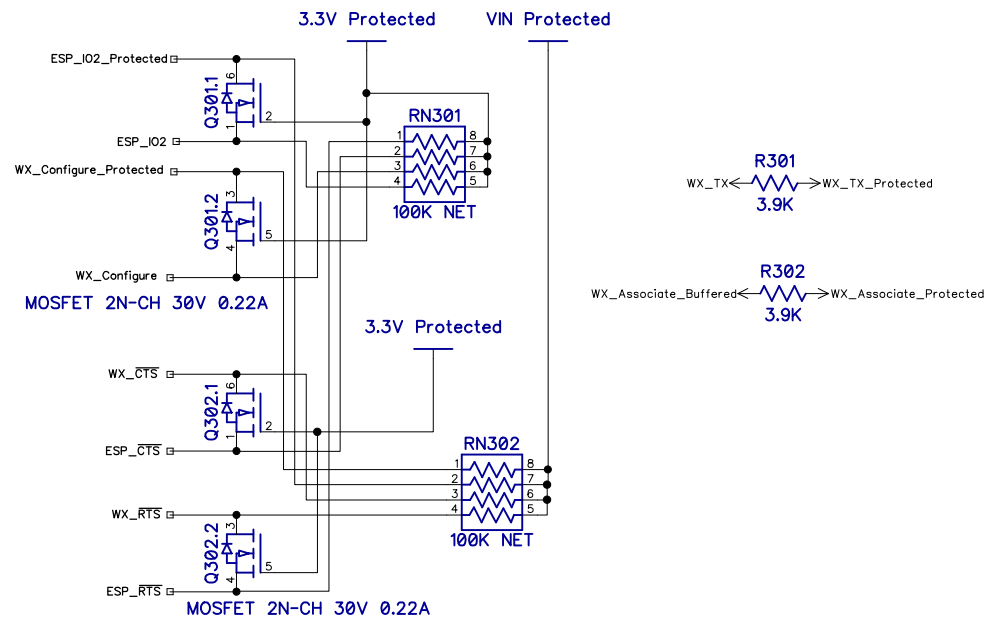 3.3V Protected
VIN Protected
ESP_IO2_Protected
6
Q301.1
2
1
ESP_IO2
RN301
1
8
2
7
3
6
4
5
100K NET
WX_Configure_Protected
3
Q301.2
5
4
WX_Configure
MOSFET 2N-CH 30V 0.22A
R301
WX_TX
WX_TX_Protected
3.9K
R302
WX_Associate_Buffered
WX_Associate_Protected
3.9K
3.3V Protected
WX_CTS
6
Q302.1
2
1
ESP_CTS
RN302
1
8
2
7
3
6
4
5
100K NET
WX_RTS
3
Q302.2
5
4
ESP_RTS
MOSFET 2N-CH 30V 0.22A